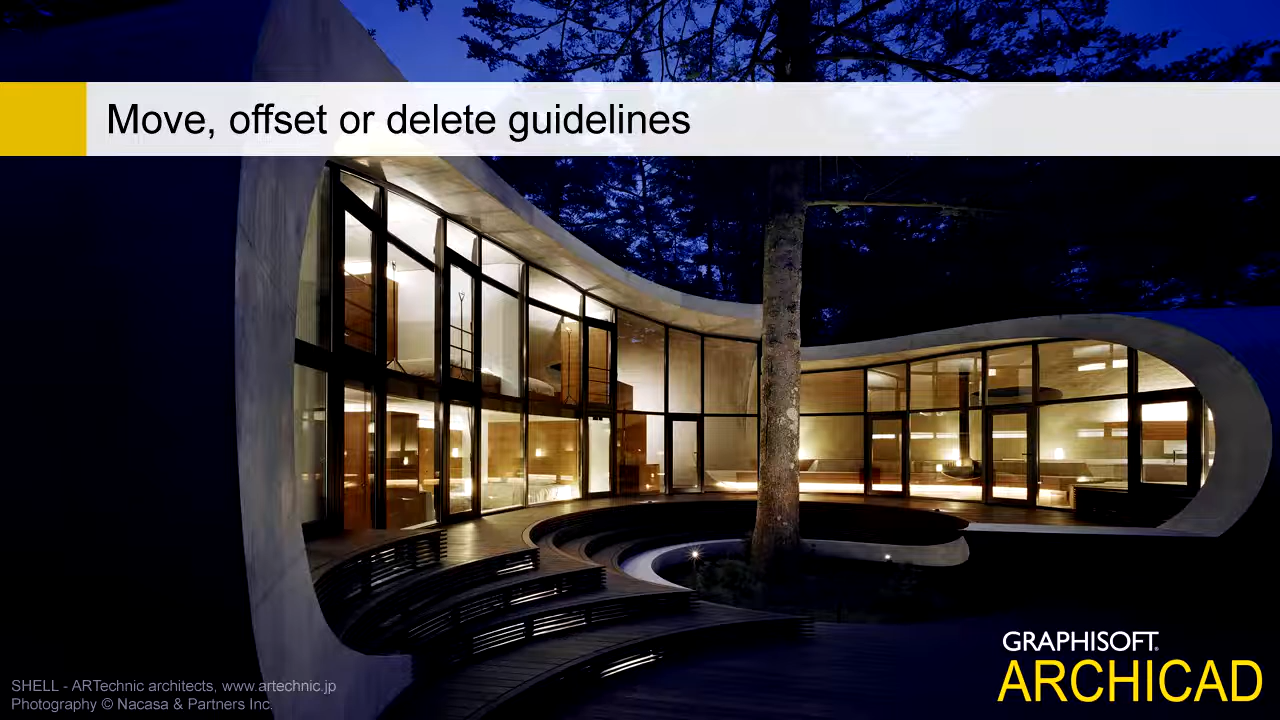 Move, offset or delete guidelines
GRAPHISOFT®
ARCHICAD
SHELL - ARTechnic architects, www.artechnic.jp
Photography © Nacasa & Partners Inc.